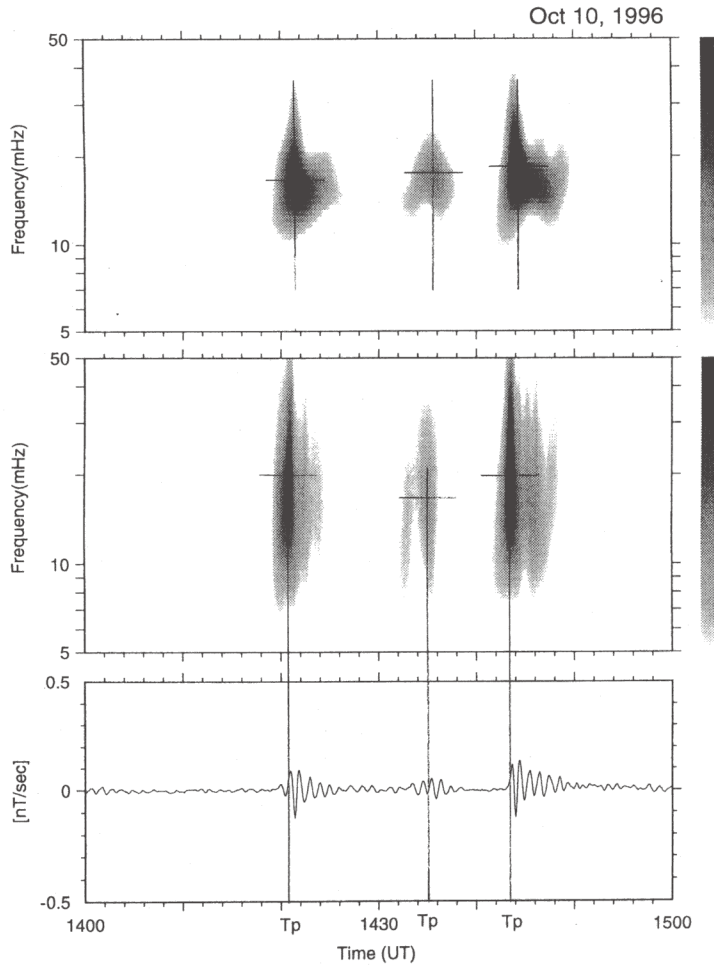 Oct 10, 1996
50
Frequency(mHz)
10
5
50
Frequency(mHz)
10
5
0.5
[nT/sec]
0
-0.5
1400 Tp 1430 Tp Tp 1500
Time (UT)